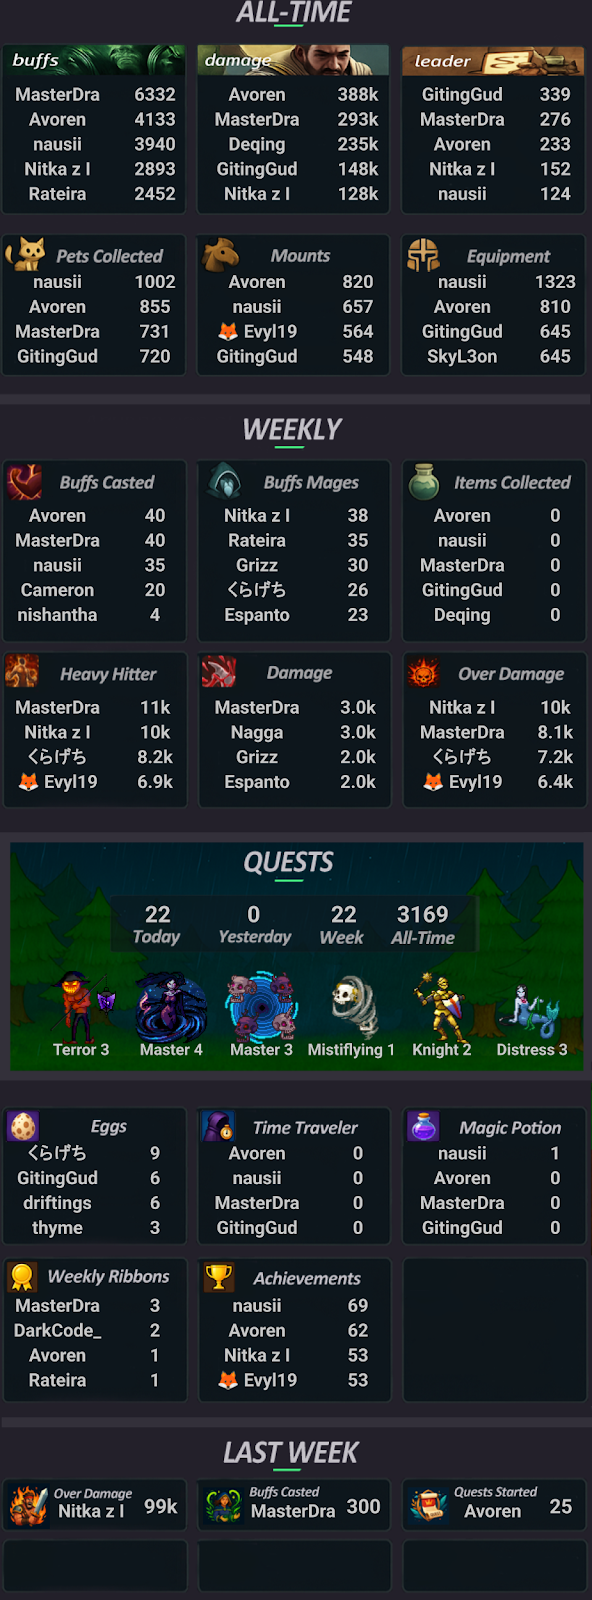 ALL-TIME
buffs
MasterDra 6332
Avoren 4133
nausii 3940
Nitka z I 2893
Rateira 2452
damage
Avoren 388k
MasterDra 293k
Deqing 235k
GitingGud 148k
Nitka z I 128k
leader
GitingGud 339
MasterDra 276
Avoren 233
Nitka z I 152
nausii 124
Pets Collected
nausii 1002
Avoren 855
MasterDra 731
GitingGud 720
Mounts
Avoren 820
nausii 657
🦊 Evyl19 564
GitingGud 548
Equipment
nausii 1323
Avoren 810
GitingGud 645
SkyL3on 645
WEEKLY
Buffs Casted
Avoren 40
MasterDra 40
nausii 35
Cameron 20
nishantha 4
Buffs Mages
Nitka z I 38
Rateira 35
Grizz 30
くらげち 26
Espanto 23
Items Collected
Avoren 0
nausii 0
MasterDra 0
GitingGud 0
Deqing 0
Heavy Hitter
MasterDra 11k
Nitka z I 10k
くらげち 8.2k
🦊 Evyl19 6.9k
Damage
MasterDra 3.0k
Nagga 3.0k
Grizz 2.0k
Espanto 2.0k
Over Damage
Nitka z I 10k
MasterDra 8.1k
くらげち 7.2k
🦊 Evyl19 6.4k
QUESTS
22 0 22 3169
Today Yesterday Week All-Time
Terror 3 Master 4 Master 3 Mistiflying 1 Knight 2 Distress 3
Eggs
くらげち 9
GitingGud 6
driftings 6
thyme 3
Time Traveler
Avoren 0
nausii 0
MasterDra 0
GitingGud 0
Magic Potion
nausii 1
Avoren 0
MasterDra 0
GitingGud 0
Weekly Ribbons
MasterDra 3
DarkCode_ 2
Avoren 1
Rateira 1
Achievements
nausii 69
Avoren 62
Nitka z I 53
🦊 Evyl19 53
LAST WEEK
Over Damage
Nitka z I 99k
Buffs Casted
MasterDra 300
Quests Started
Avoren 25